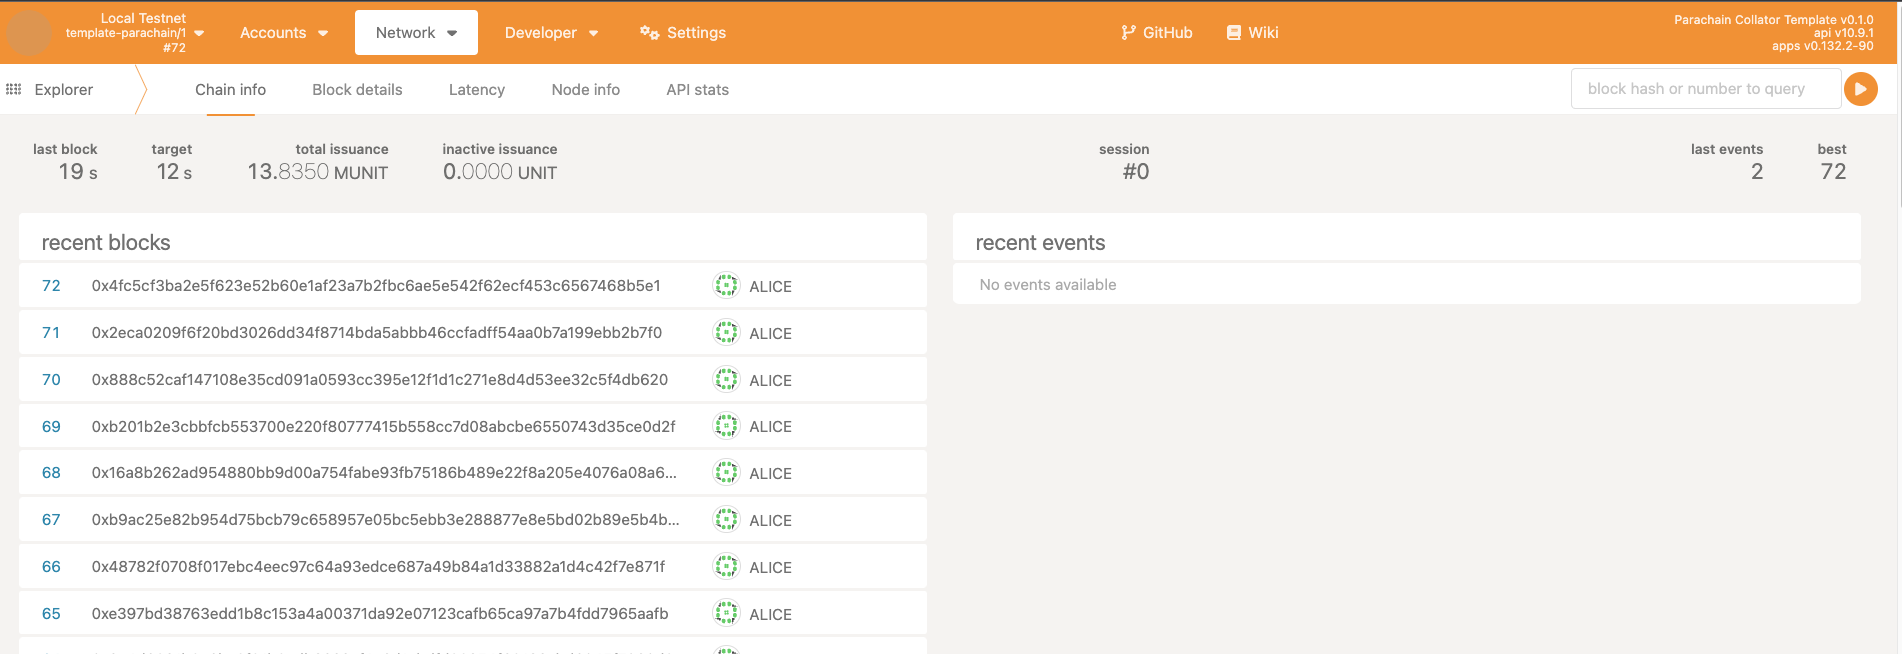 Local Testnet
template-parachain/1
#72
Accounts
Network
Developer
Settings
GitHub
Wiki
Parachain Collator Template v0.1.0
api v10.9.1
apps v0.132.2-90
Explorer
Chain info
Block details
Latency
Node info
API stats
block hash or number to query
last block
19 s
target
12 s
total issuance
13.8350 MUNIT
inactive issuance
0.0000 UNIT
session
#0
last events
2
best
72
recent blocks
72 0x4fc5cf3ba2e5f623e52b60e1af23a7b2fbc6ae5e542f62ecf453c6567468b5e1 ALICE
71 0x2eca0209f6f20bd3026dd34f8714bda5abbb46ccfadff54aa0b7a199ebb2b7f0 ALICE
70 0x888c52caf147108e35cd091a0593cc395e12f1d1c271e8d4d53ee32c5f4db620 ALICE
69 0xb201b2e3cbbfcb553700e220f80777415b558cc7d08abcbe6550743d35ce0d2f ALICE
68 0x16a8b262ad954880bb9d00a754fabe93fb75186b489e22f8a205e4076a08a6... ALICE
67 0xb9ac25e82b954d75bcb79c658957e05bc5ebb3e288877e8e5bd02b89e5b4b... ALICE
66 0x48782f0708f017ebc4eec97c64a93edce687a49b84a1d33882a1d4c42f7e871f ALICE
65 0xe397bd38763edd1b8c153a4a00371da92e07123cafb65ca97a7b4fdd7965aafb ALICE
recent events
No events available